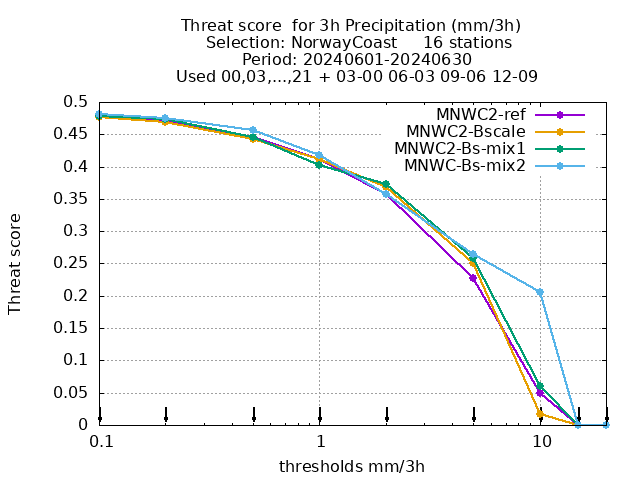 Threat score  for 3h Precipitation (mm/3h)
Selection: NorwayCoast     16 stations
Period: 20240601-20240630
Used 00,03,...,21 + 03-00 06-03 09-06 12-09
MNWC2-ref
MNWC2-Bscale
MNWC2-Bs-mix1
MNWC-Bs-mix2
Threat score
0.5
0.45
0.4
0.35
0.3
0.25
0.2
0.15
0.1
0.05
0
0.1
1
10
thresholds mm/3h